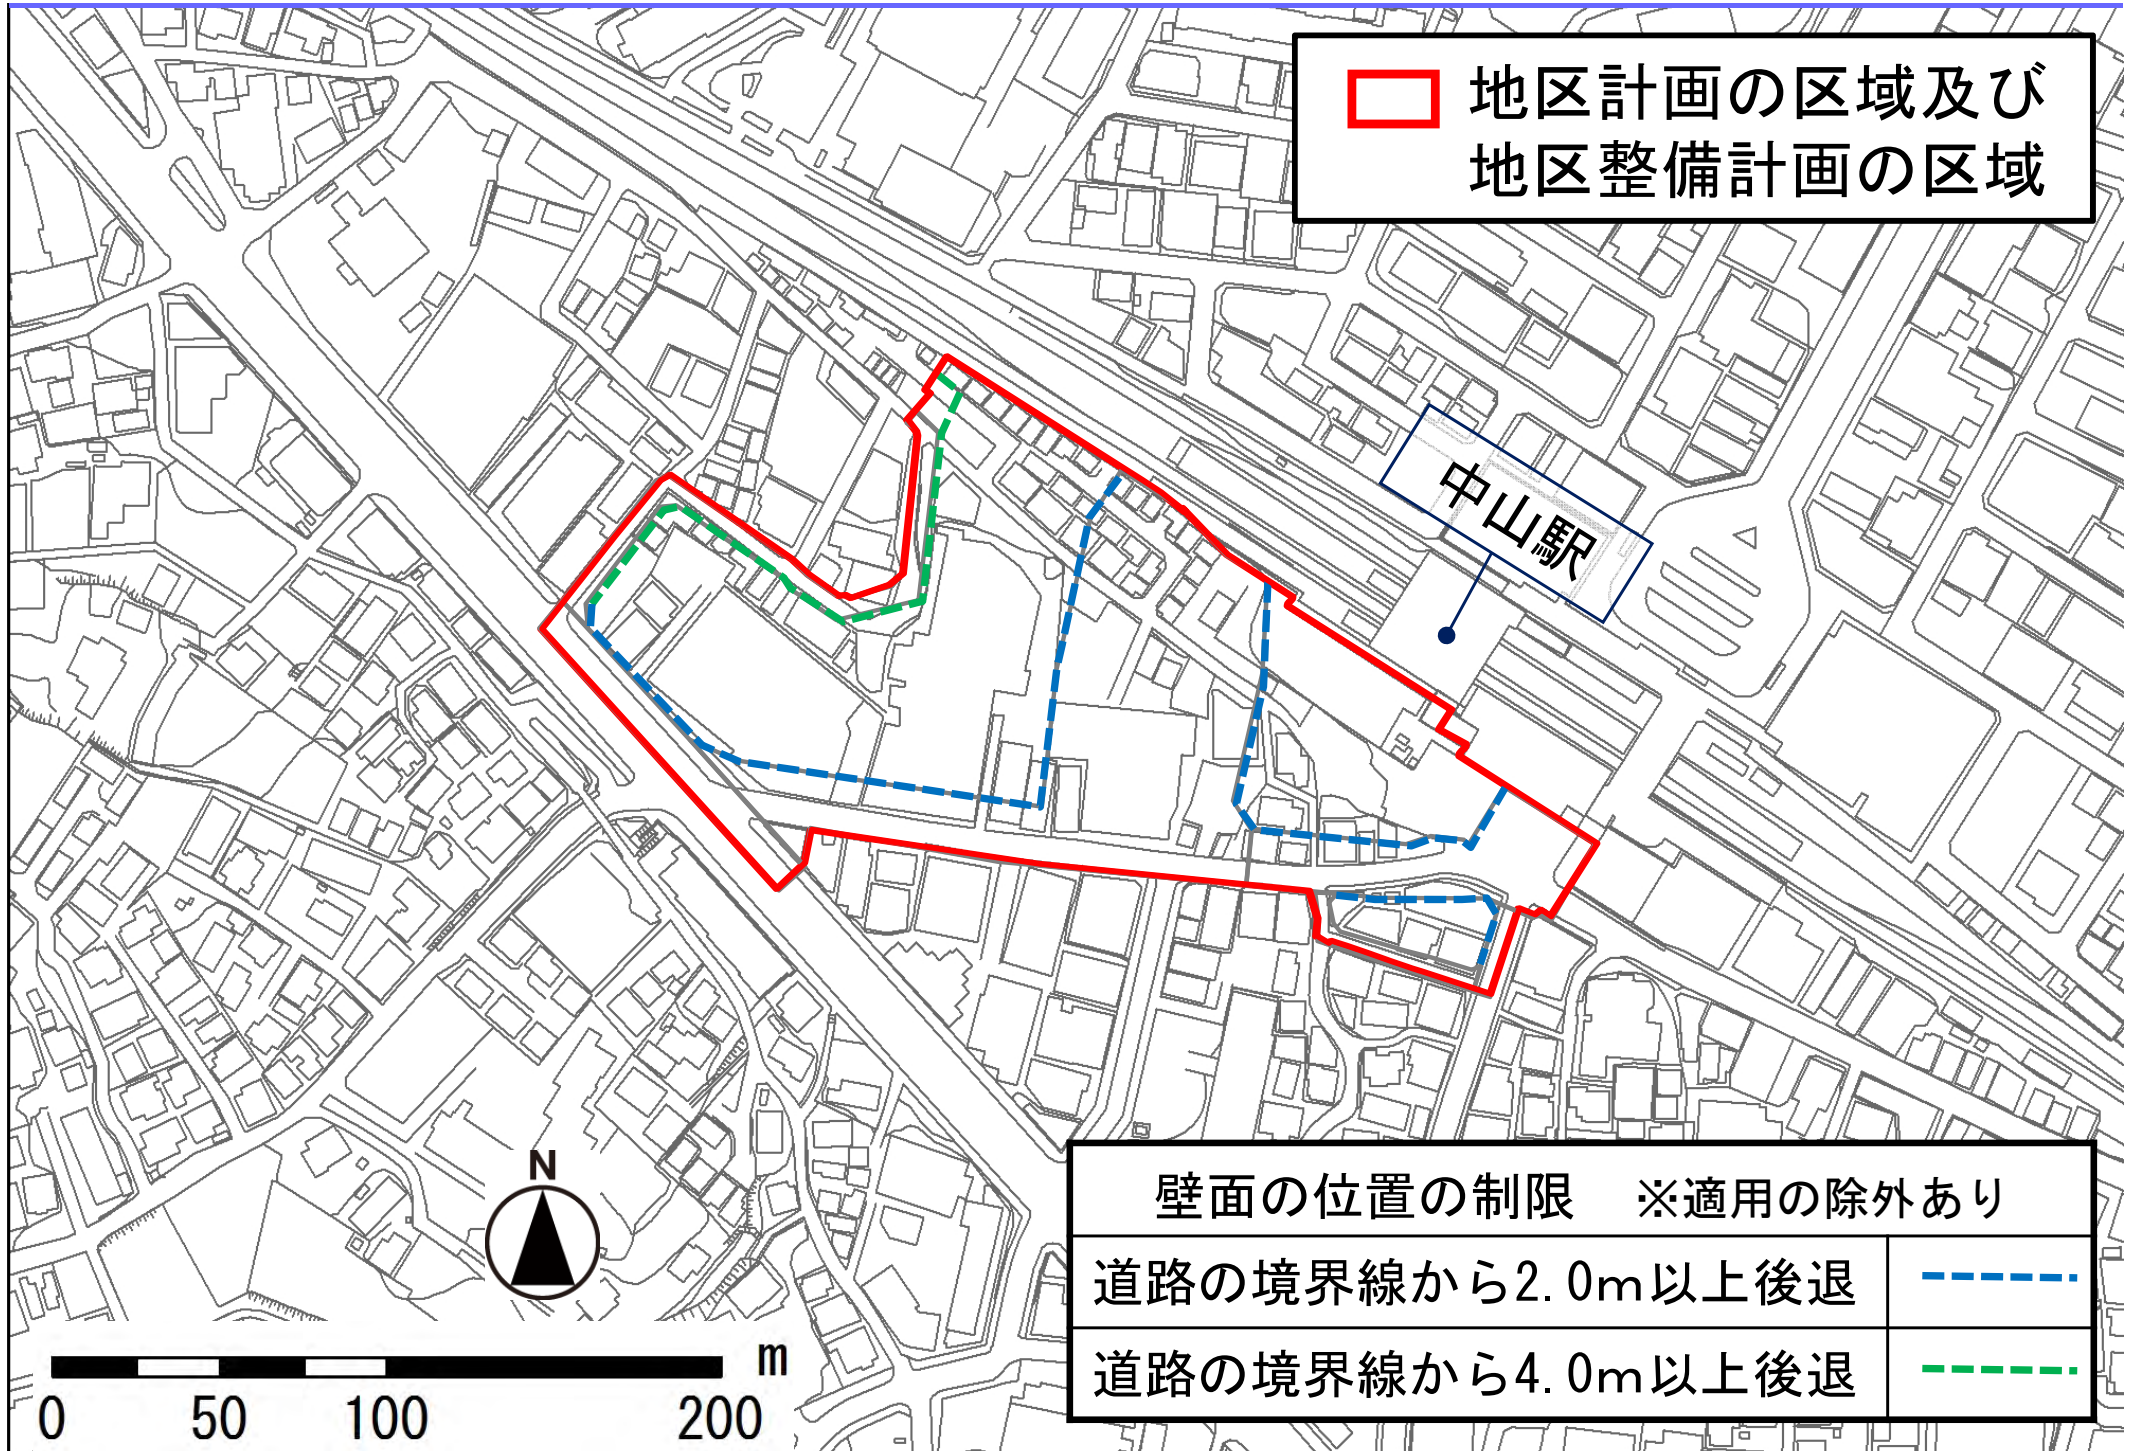 地区計画の区域及び
地区整備計画の区域
中山駅
N
壁面の位置の制限 ※適用の除外あり
道路の境界線から2.0m以上後退
道路の境界線から4.0m以上後退
m
0 50 100 200